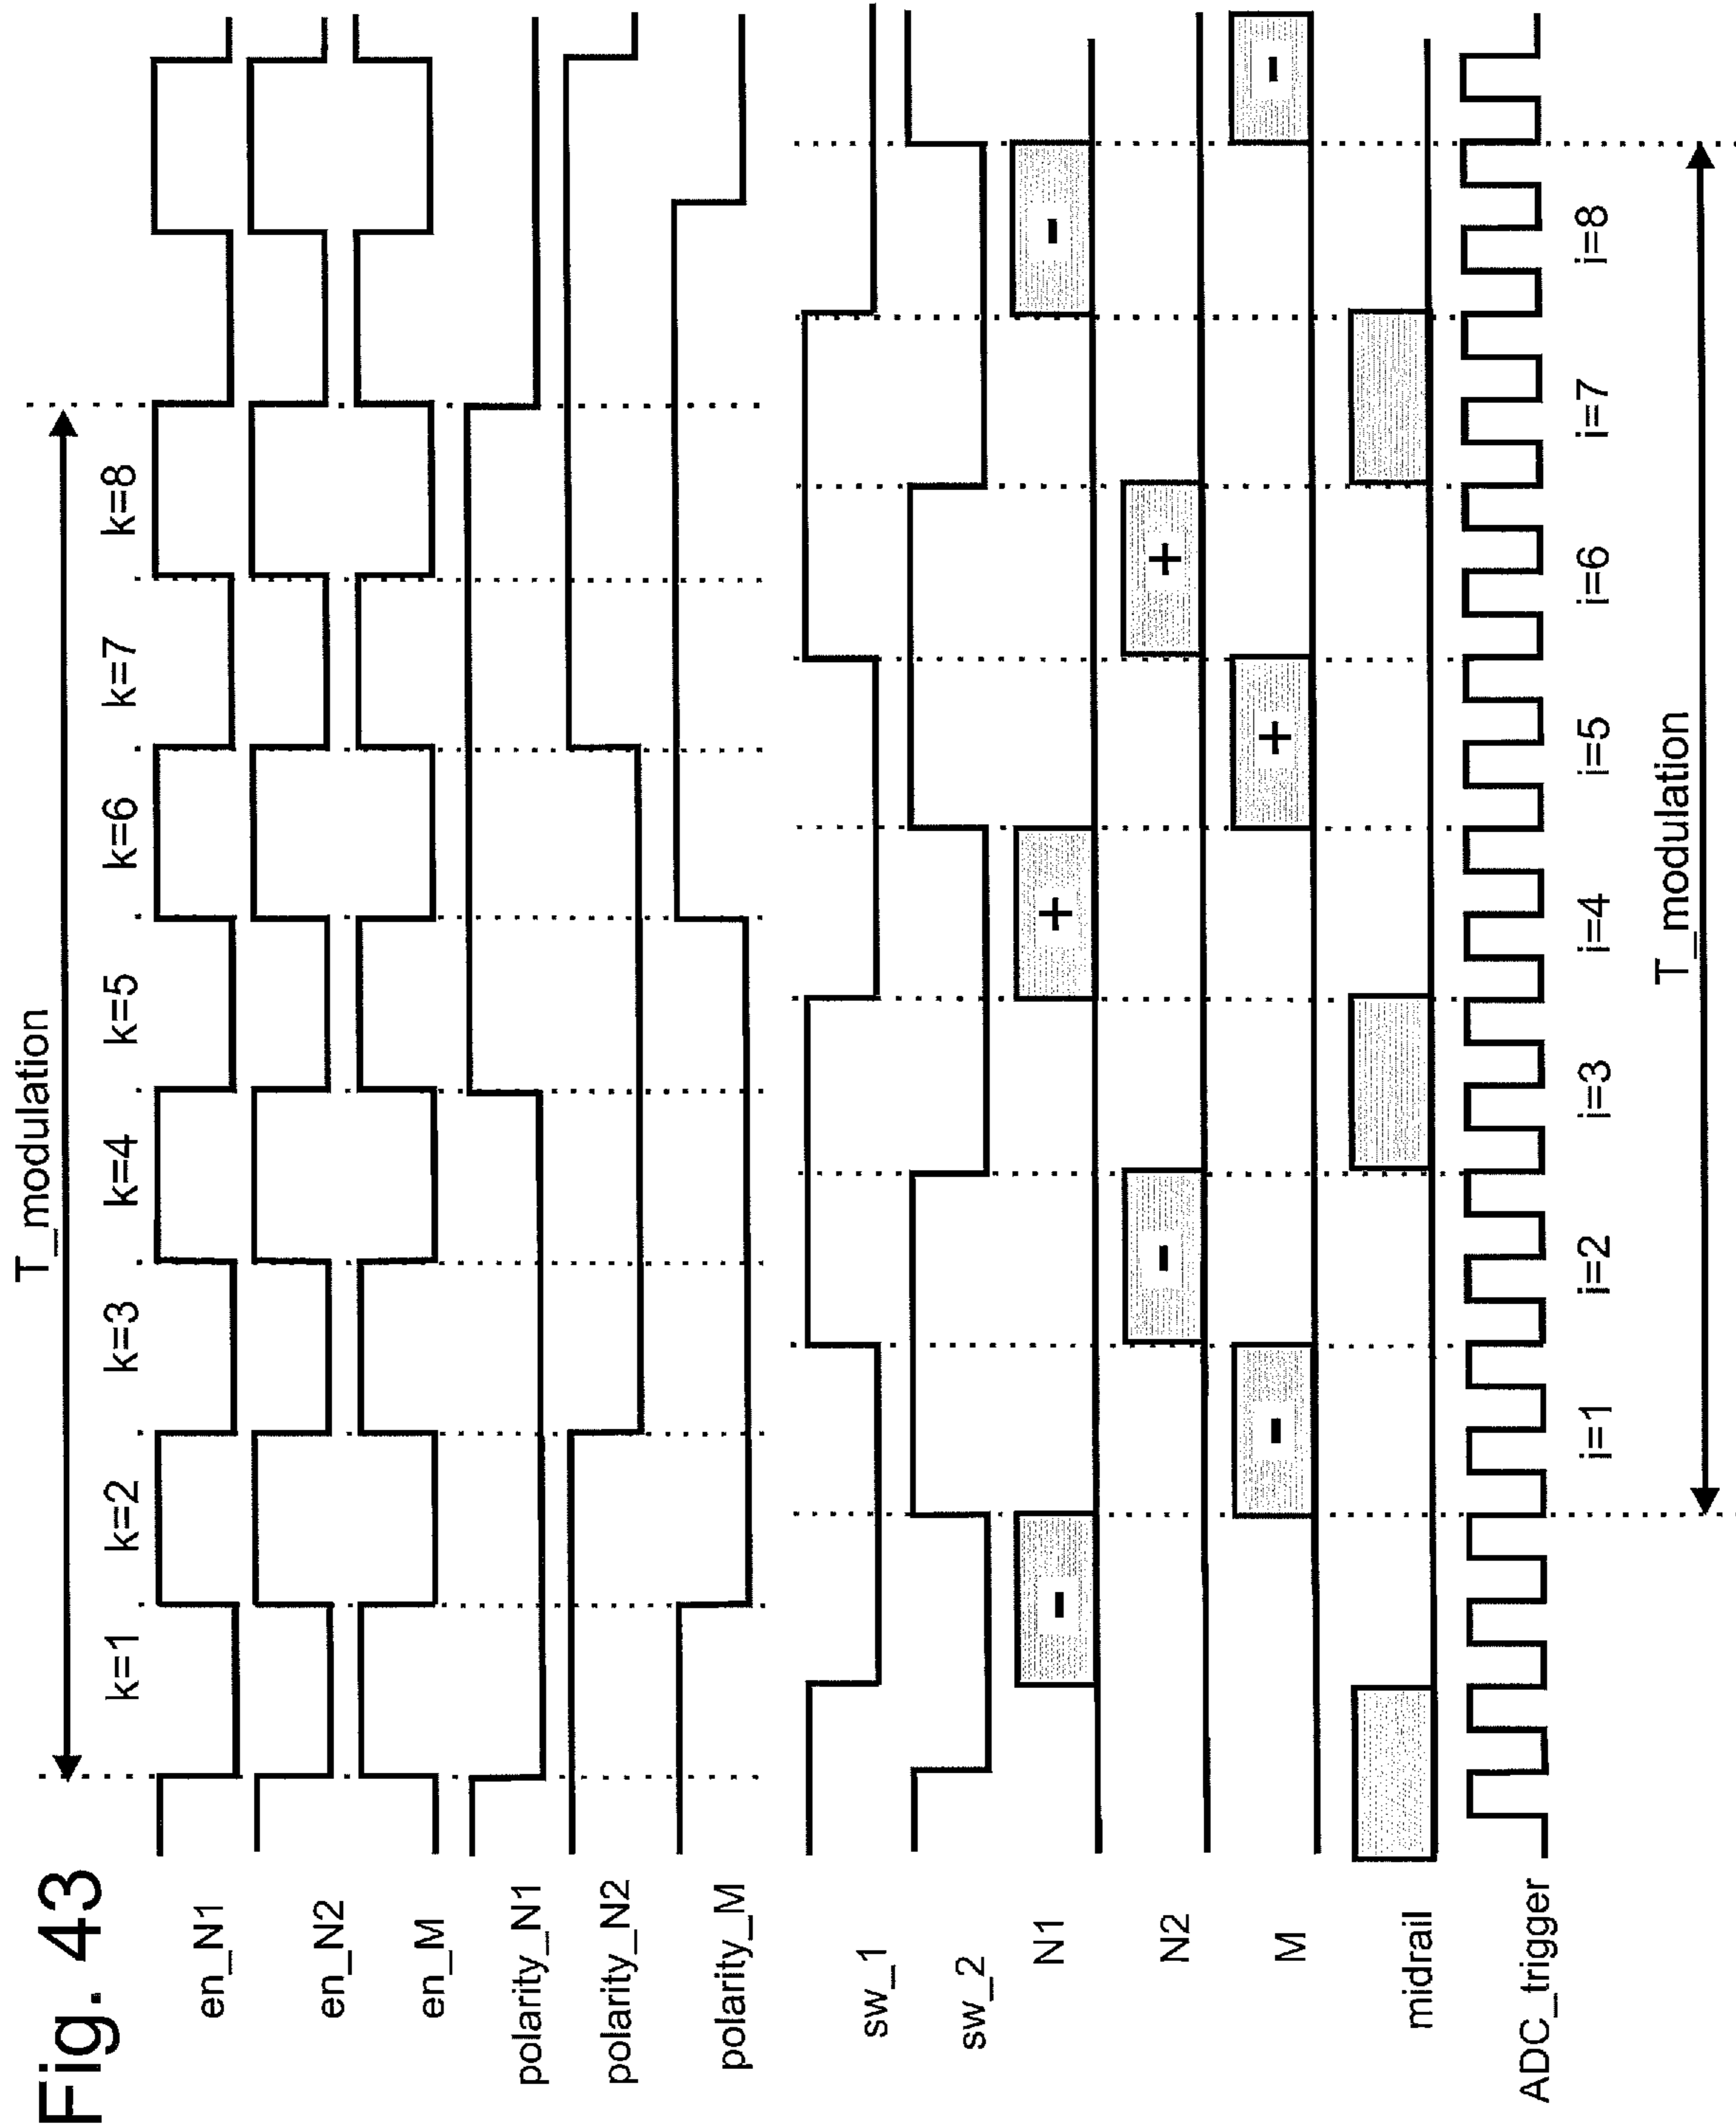 Fig. 43
T_modulation
k=1 k=2 k=3 k=4 k=5 k=6 k=7 k=8
en_N1
en_N2
en_M
polarity_N1
polarity_N2
polarity_M
sw_1
sw_2
N1 - + -
N2 - +
M - + -
midrail
ADC_trigger
i=1 i=2 i=3 i=4 i=5 i=6 i=7 i=8
T_modulation